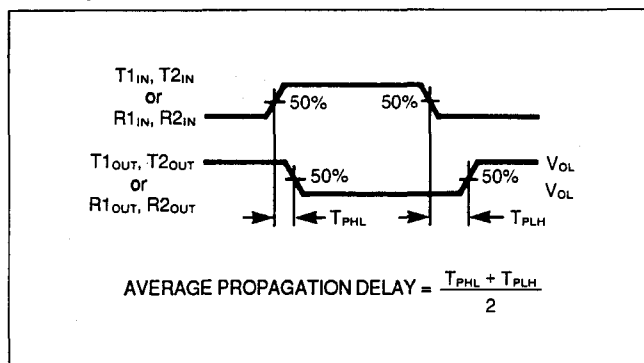 T1IN, T2IN
or
R1IN, R2IN
50%
50%
T1OUT, T2OUT
or
R1OUT, R2OUT
50%
50%
VOL
VOL
TPHL
TPLH
AVERAGE PROPAGATION DELAY = TPHL + TPLH
2